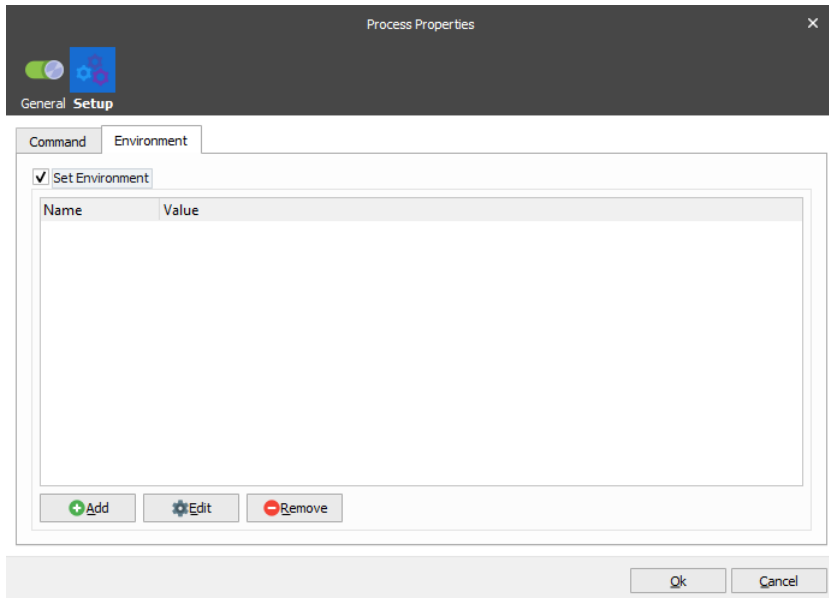 Process Properties
General Setup
Command Environment
Set Environment
Name Value
Add Edit Remove
Ok Cancel